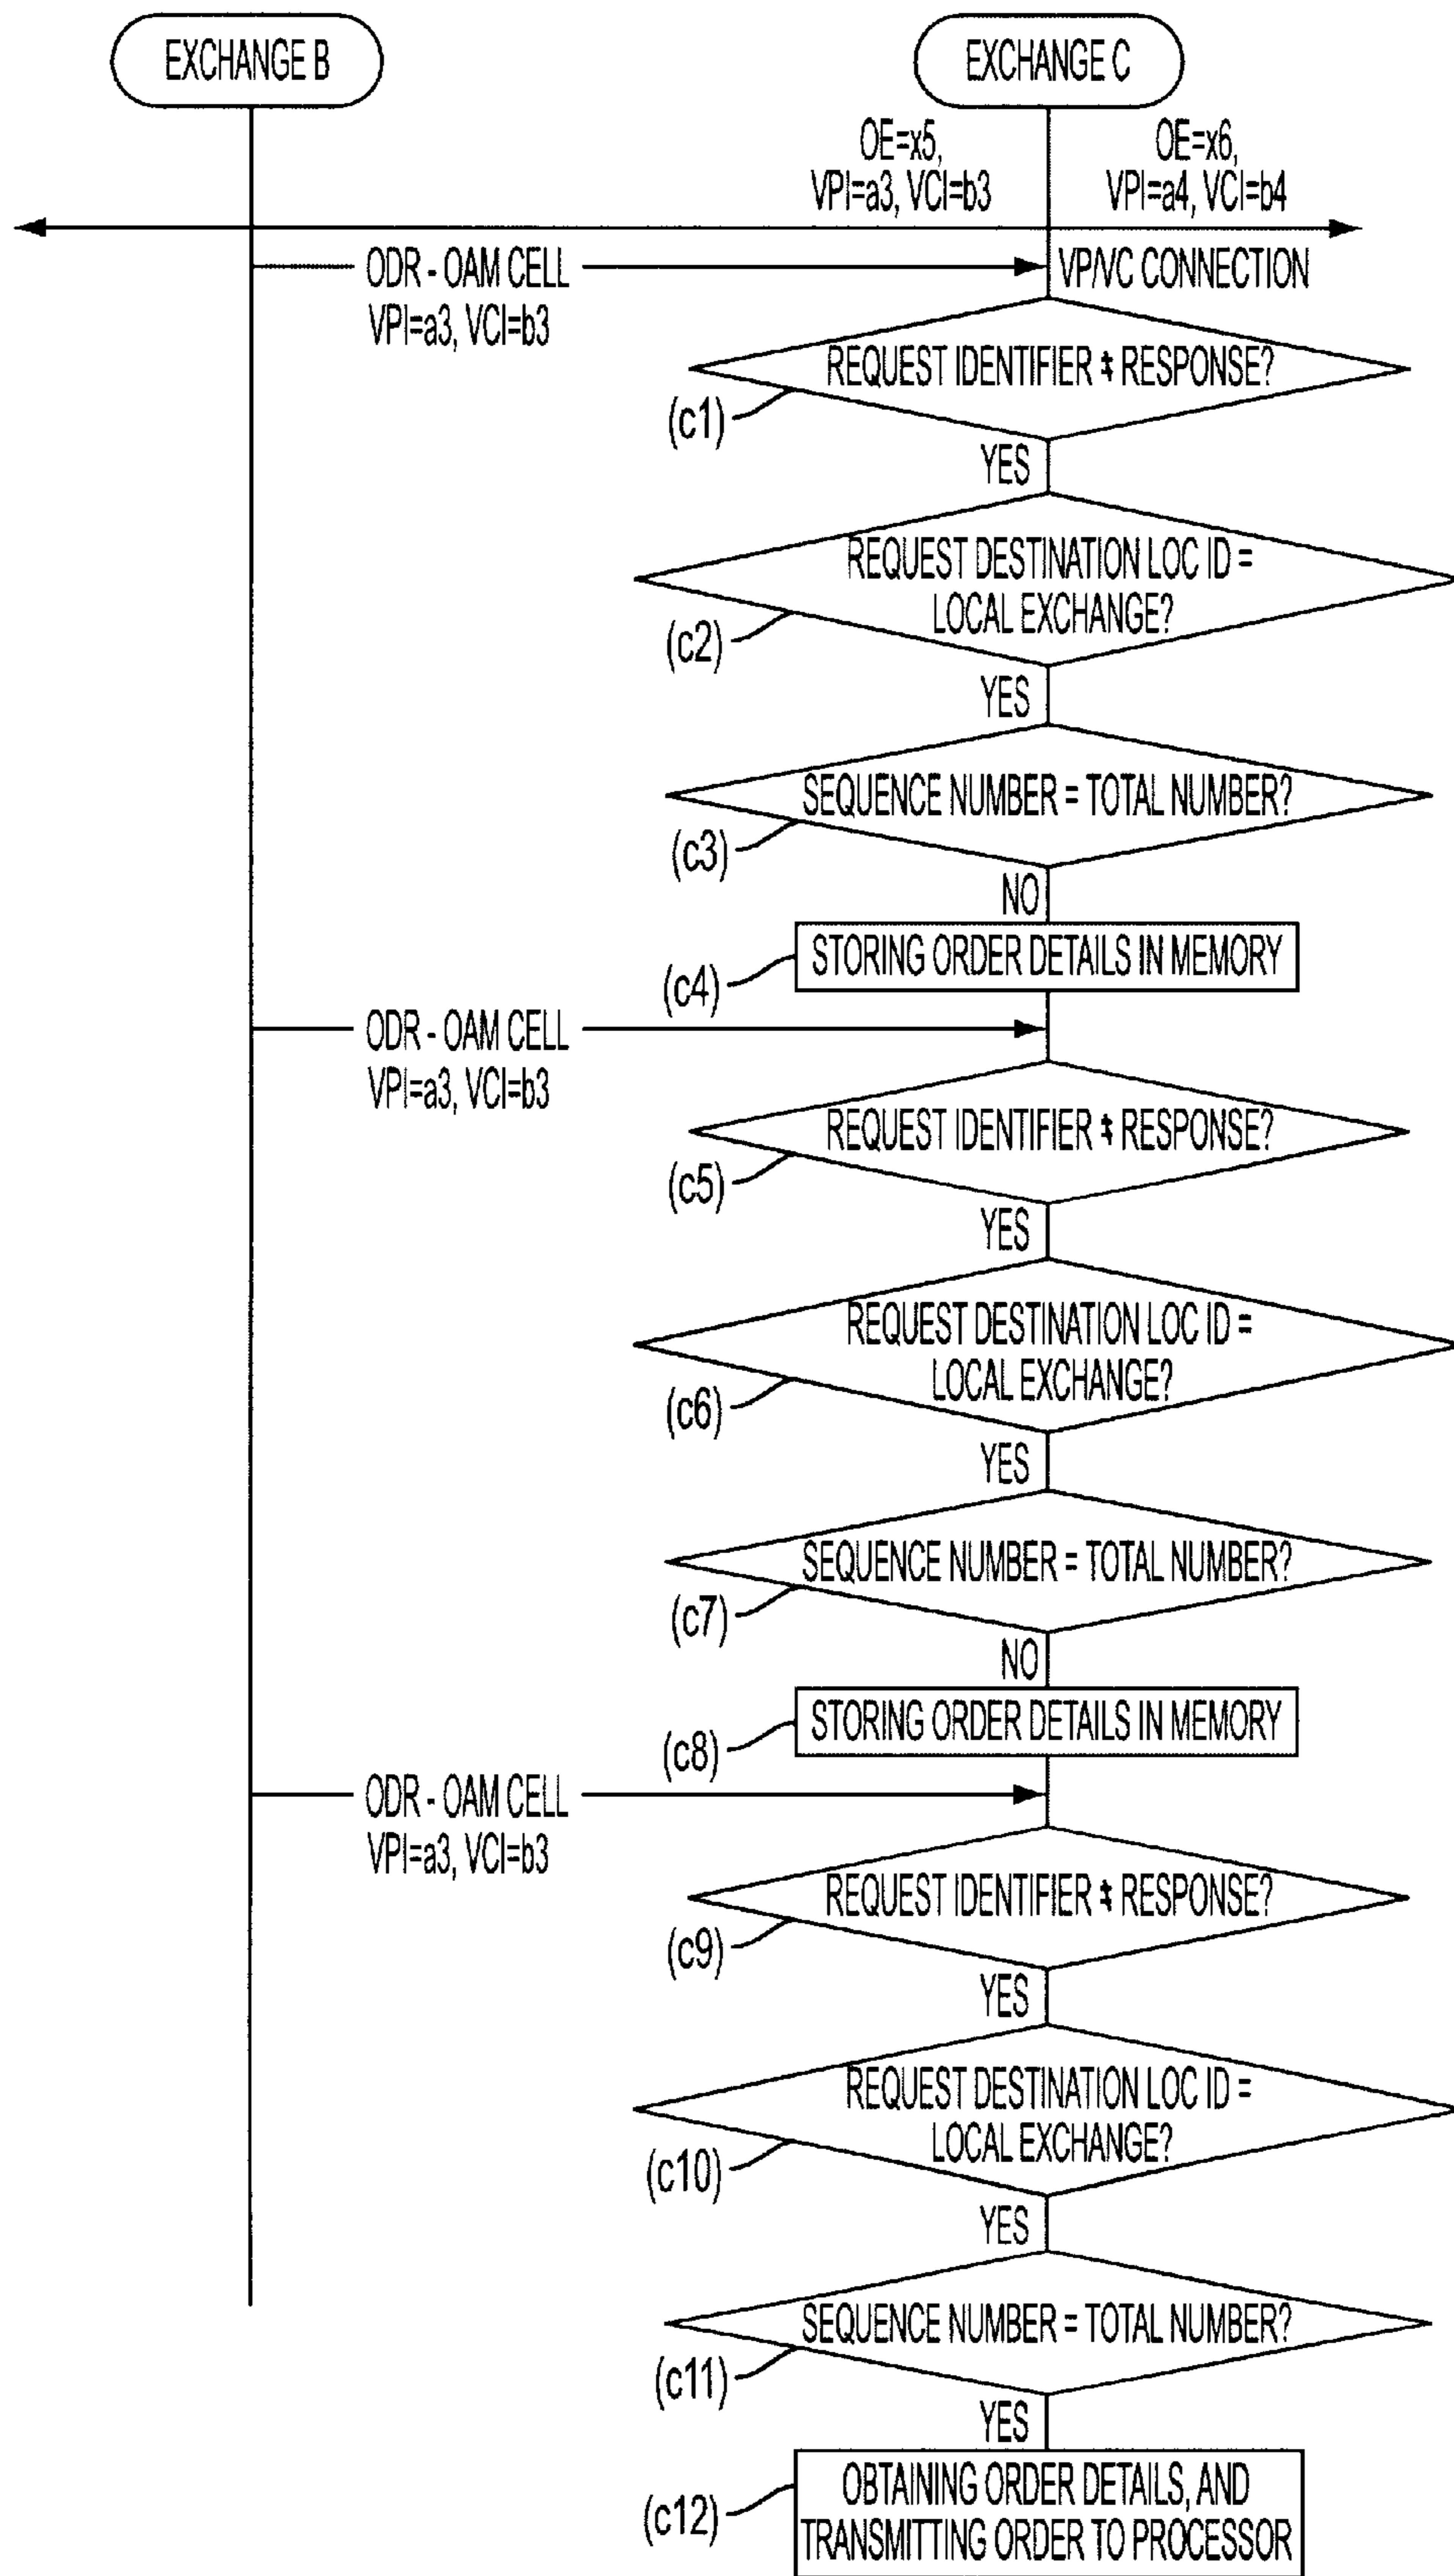 EXCHANGE B
EXCHANGE C
OE=x5,
VPI=a3, VCI=b3
OE=x6,
VPI=a4, VCI=b4
ODR - OAM CELL
VPI=a3, VCI=b3
VP/VC CONNECTION
REQUEST IDENTIFIER ≠ RESPONSE?
(c1)
YES
REQUEST DESTINATION LOC ID =
LOCAL EXCHANGE?
(c2)
YES
SEQUENCE NUMBER = TOTAL NUMBER?
(c3)
NO
STORING ORDER DETAILS IN MEMORY
(c4)
ODR - OAM CELL
VPI=a3, VCI=b3
REQUEST IDENTIFIER ≠ RESPONSE?
(c5)
YES
REQUEST DESTINATION LOC ID =
LOCAL EXCHANGE?
(c6)
YES
SEQUENCE NUMBER = TOTAL NUMBER?
(c7)
NO
STORING ORDER DETAILS IN MEMORY
(c8)
ODR - OAM CELL
VPI=a3, VCI=b3
REQUEST IDENTIFIER ≠ RESPONSE?
(c9)
YES
REQUEST DESTINATION LOC ID =
LOCAL EXCHANGE?
(c10)
YES
SEQUENCE NUMBER = TOTAL NUMBER?
(c11)
YES
OBTAINING ORDER DETAILS, AND
TRANSMITTING ORDER TO PROCESSOR
(c12)